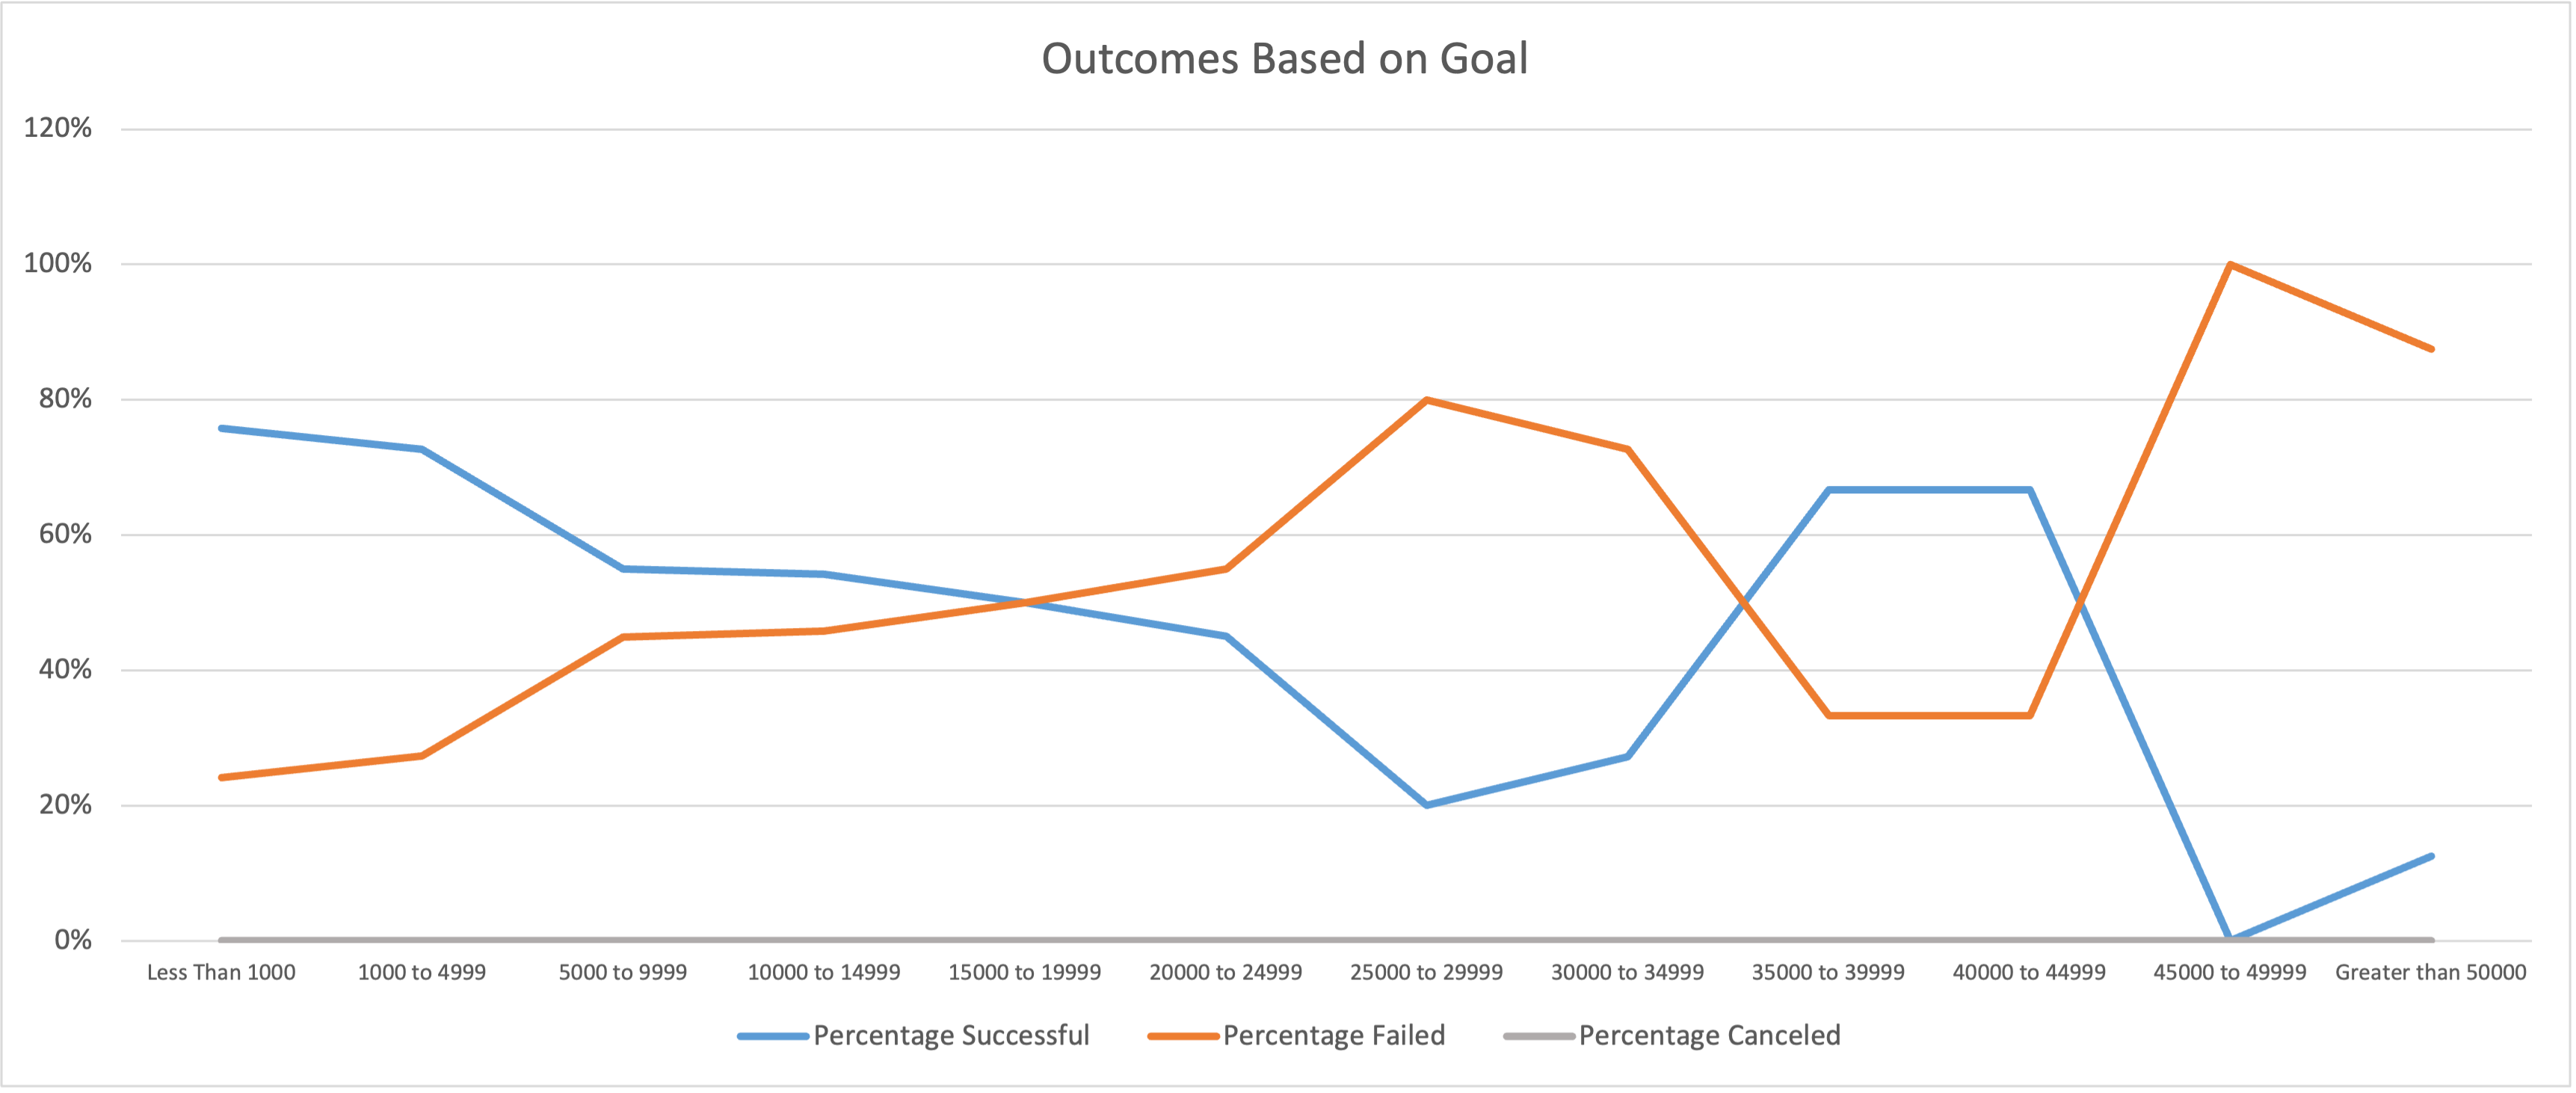 Outcomes Based on Goal
120%
100%
80%
60%
40%
20%
0%
Less Than 1000 1000 to 4999 5000 to 9999 10000 to 14999 15000 to 19999 20000 to 24999 25000 to 29999 30000 to 34999 35000 to 39999 40000 to 44999 45000 to 49999 Greater than 50000
Percentage Successful Percentage Failed Percentage Canceled